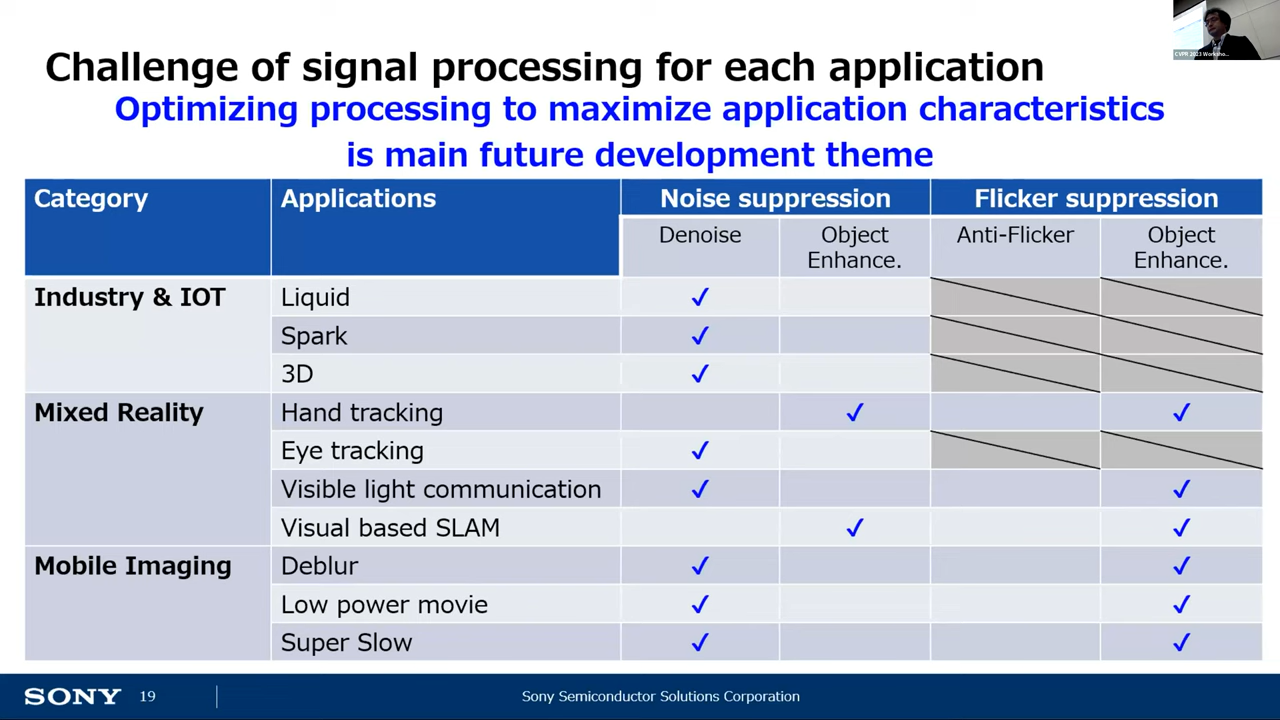 Challenge of signal processing for each application
Optimizing processing to maximize application characteristics
is main future development theme
Category Applications Noise suppression Flicker suppression
Denoise Object Enhance. Anti-Flicker Object Enhance.
Industry & IOT Liquid ✓
Spark ✓
3D ✓
Mixed Reality Hand tracking ✓ ✓
Eye tracking ✓
Visible light communication ✓ ✓
Visual based SLAM ✓ ✓
Mobile Imaging Deblur ✓ ✓
Low power movie ✓ ✓
Super Slow ✓ ✓
SONY 19 Sony Semiconductor Solutions Corporation
CVPR 2023 Worksho...